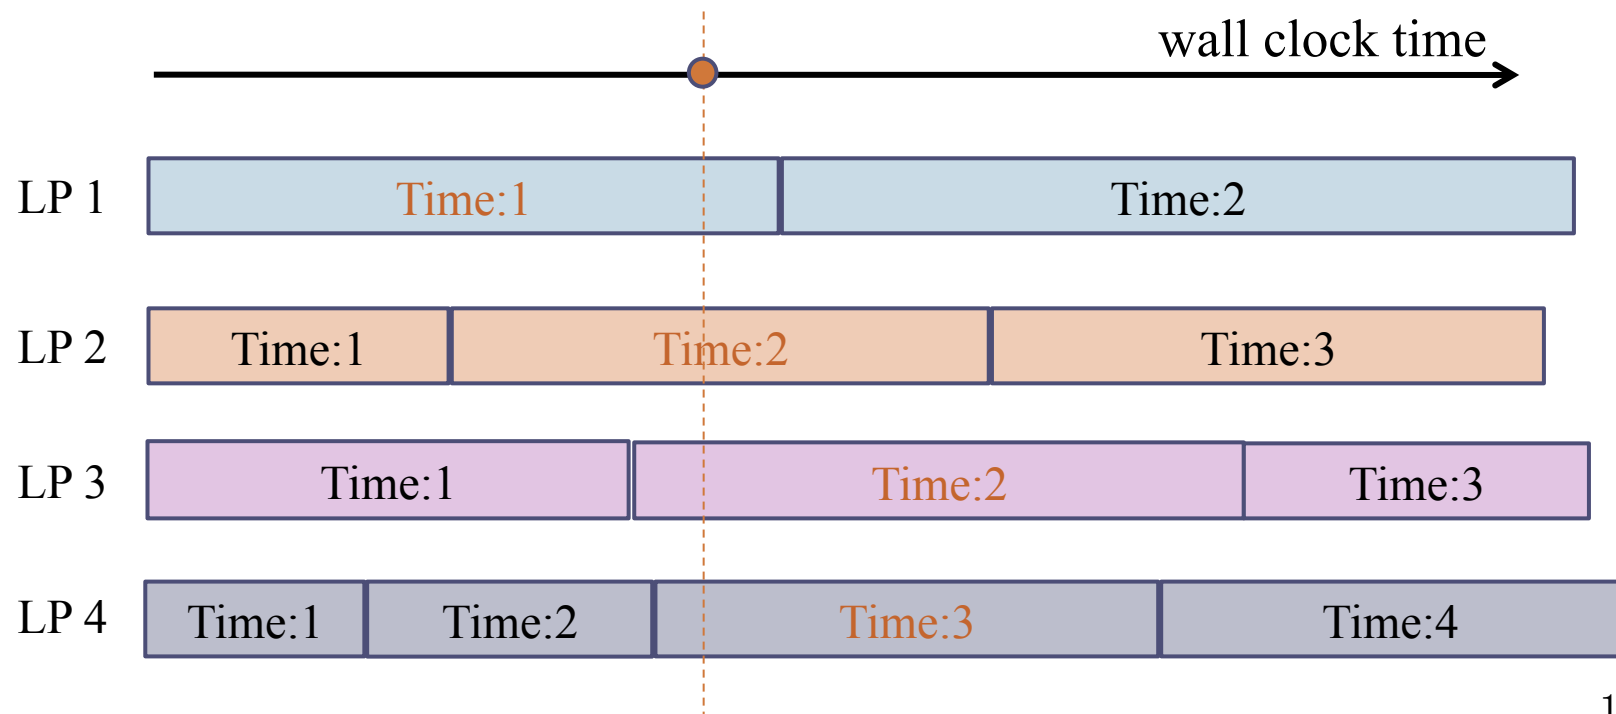 wall clock time
LP 1 Time:1 Time:2
LP 2 Time:1 Time:2 Time:3
LP 3 Time:1 Time:2 Time:3
LP 4 Time:1 Time:2 Time:3 Time:4
1